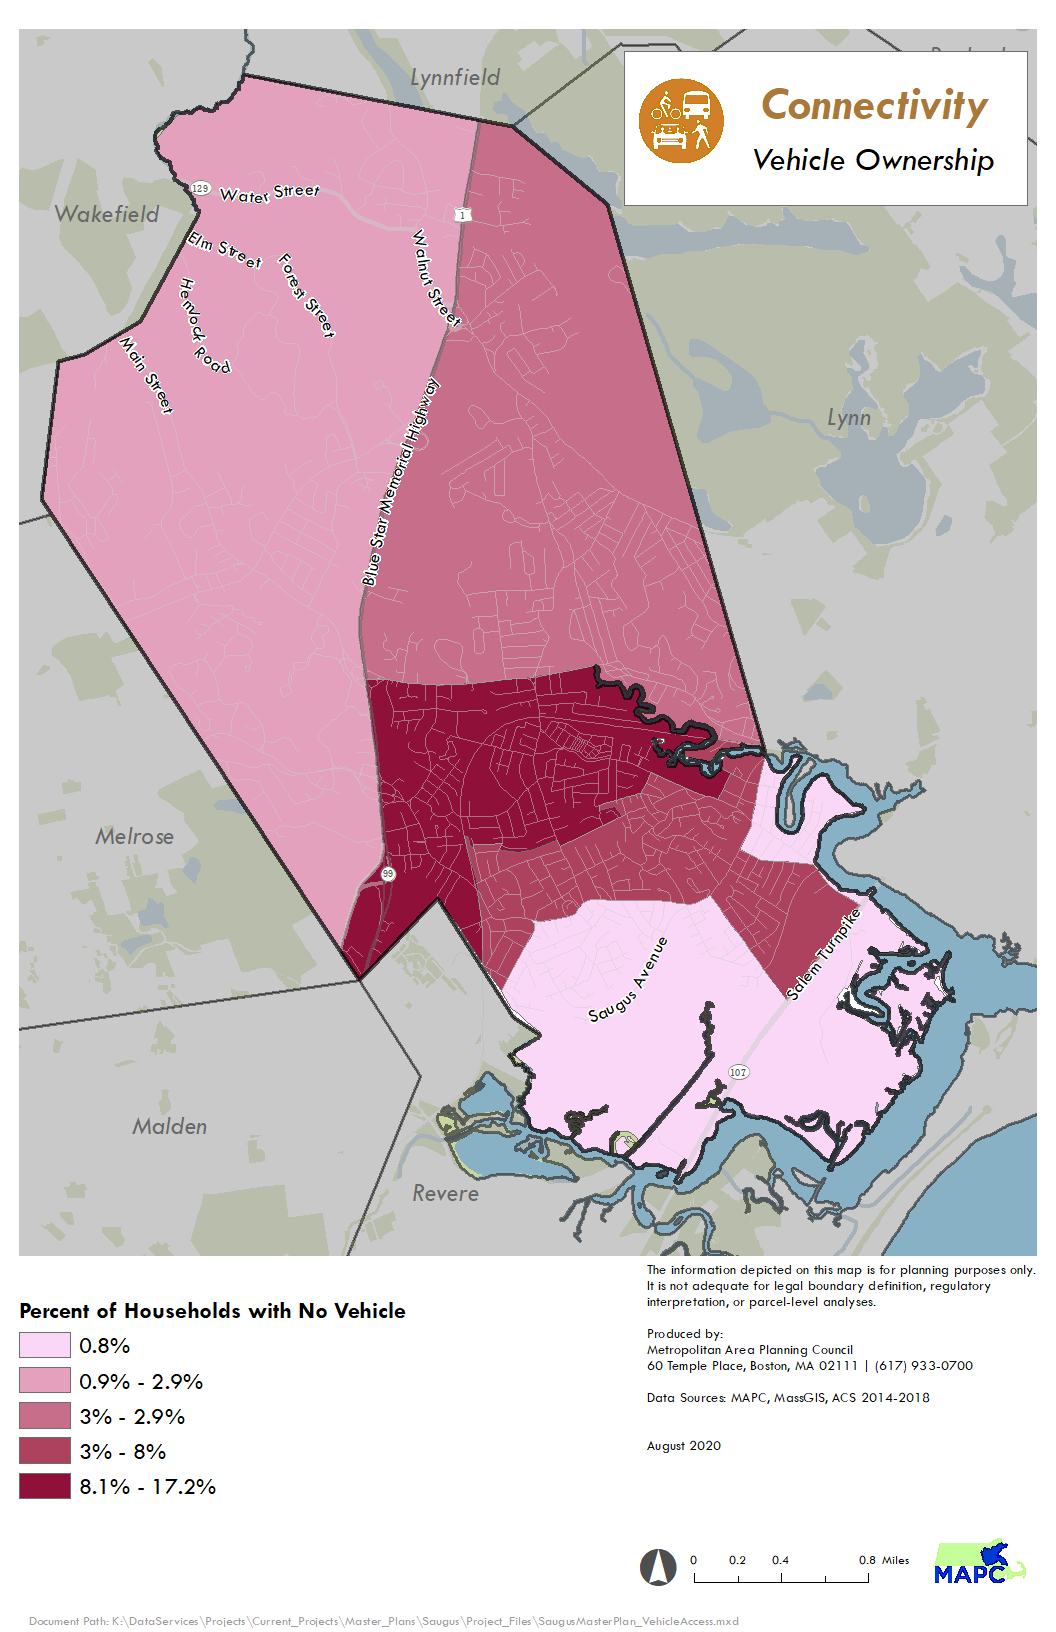 Lynnfield
Connectivity
Vehicle Ownership
129
Water Street
Wakefield
1
Elm Street
Forest Street
Walnut Street
Hemlock Road
Main Street
Blue Star Memorial Highway
Lynn
Melrose
99
Saugus Avenue
Salem Turnpike
107
Malden
Revere
The information depicted on this map is for planning purposes only.
It is not adequate for legal boundary definition, regulatory
interpretation, or parcel-level analyses.
Produced by:
Metropolitan Area Planning Council
60 Temple Place, Boston, MA 02111 | (617) 933-0700
Data Sources: MAPC, MassGIS, ACS 2014-2018
August 2020
Percent of Households with No Vehicle
0.8%
0.9% - 2.9%
3% - 2.9%
3% - 8%
8.1% - 17.2%
0 0.2 0.4 0.8 Miles
MAPC
Document Path: K:\DataServices\Projects\Current_Projects\Master_Plans\Saugus\Project_Files\SaugusMasterPlan_VehicleAccess.mxd